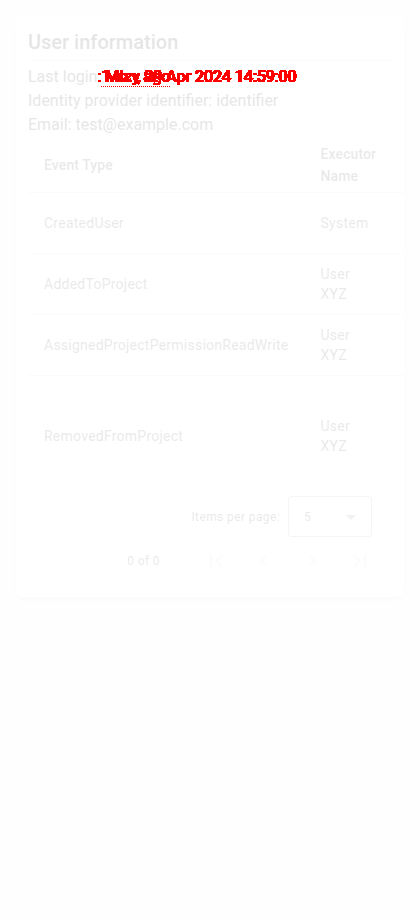 User information
Last login: Apr 2024 14:59:00
Identity provider identifier: identifier
Email: test@example.com
Event Type Executor Name
CreatedUser System
AddedToProject User XYZ
AssignedProjectPermissionReadWrite User XYZ
RemovedFromProject User XYZ
Items per page: 5
0 of 0